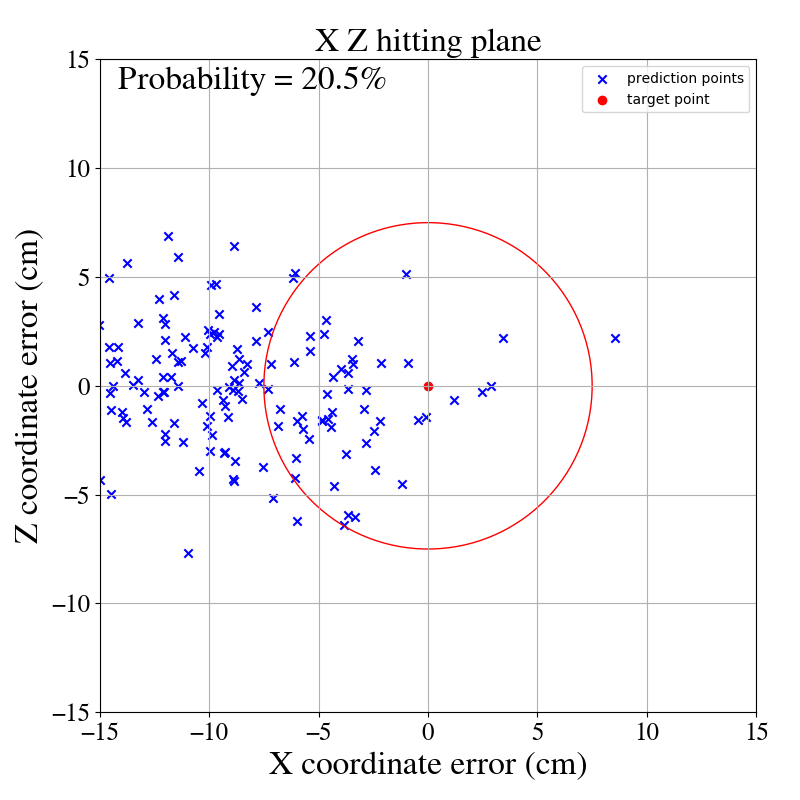 X Z hitting plane
Probability = 20.5%
prediction points
target point
15
10
5
0
−5
−10
−15
Z coordinate error (cm)
−15 −10 −5 0 5 10 15
X coordinate error (cm)